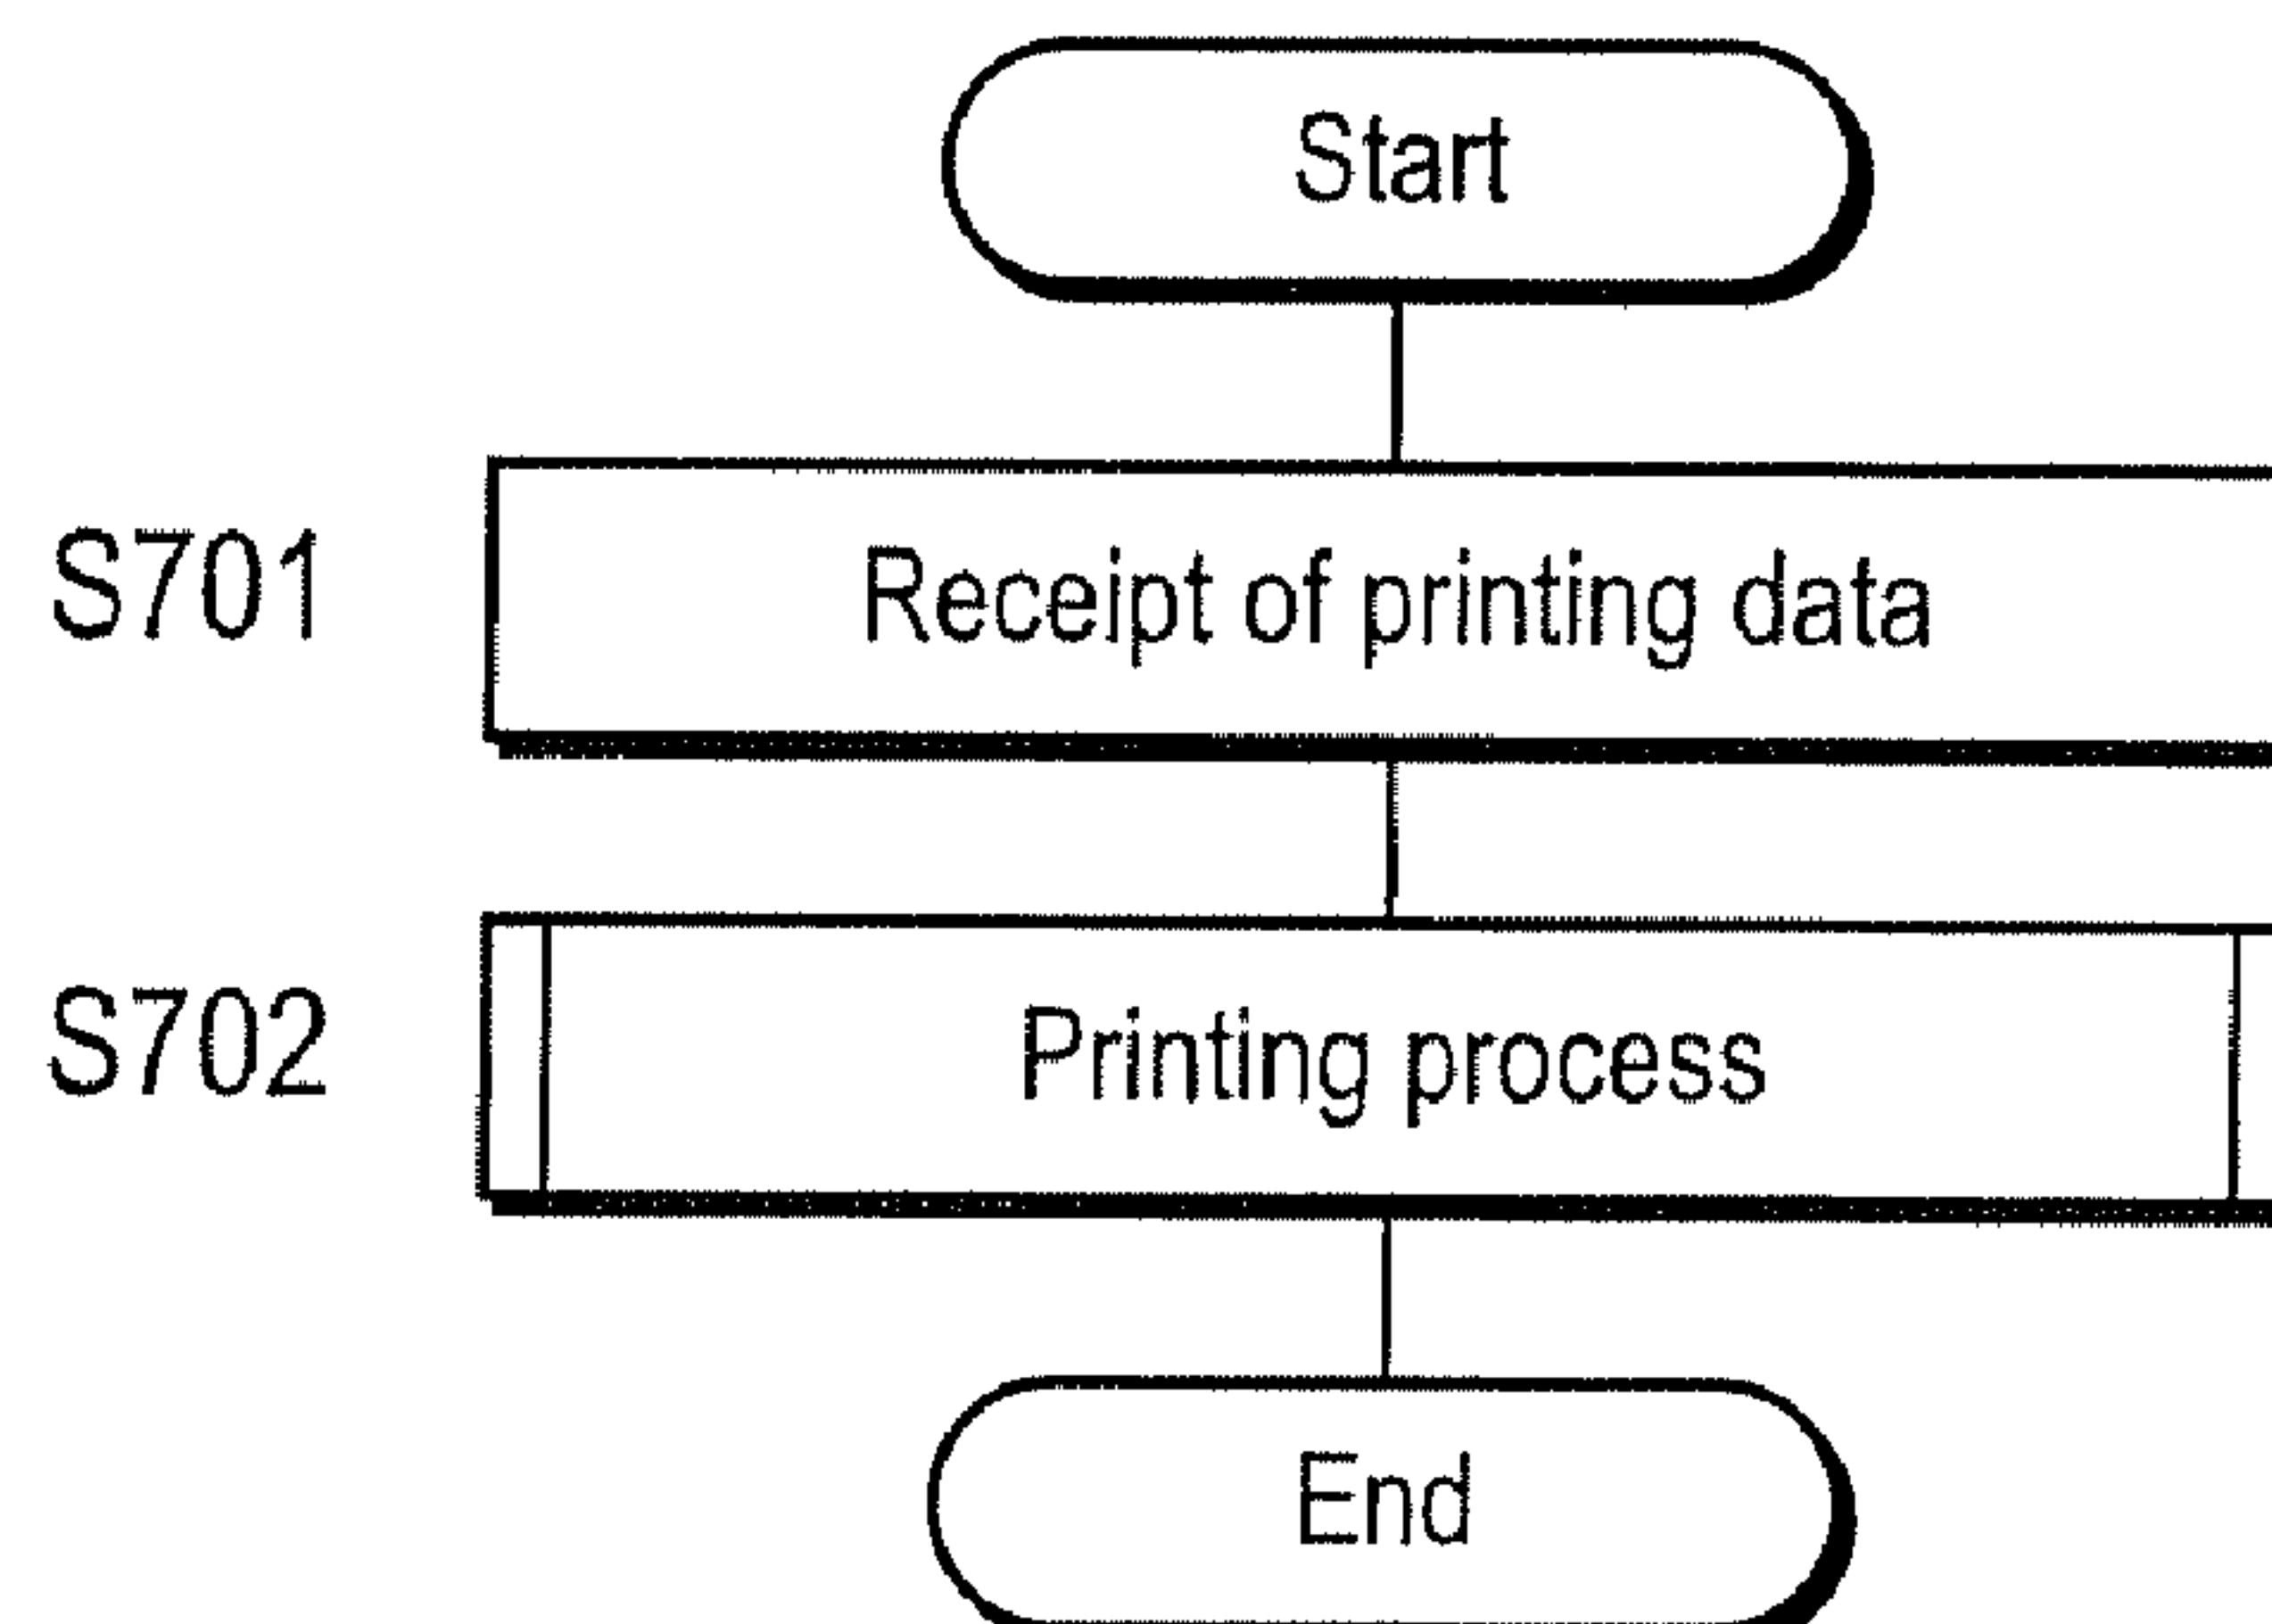 Start
S701 Receipt of printing data
S702 Printing process
End